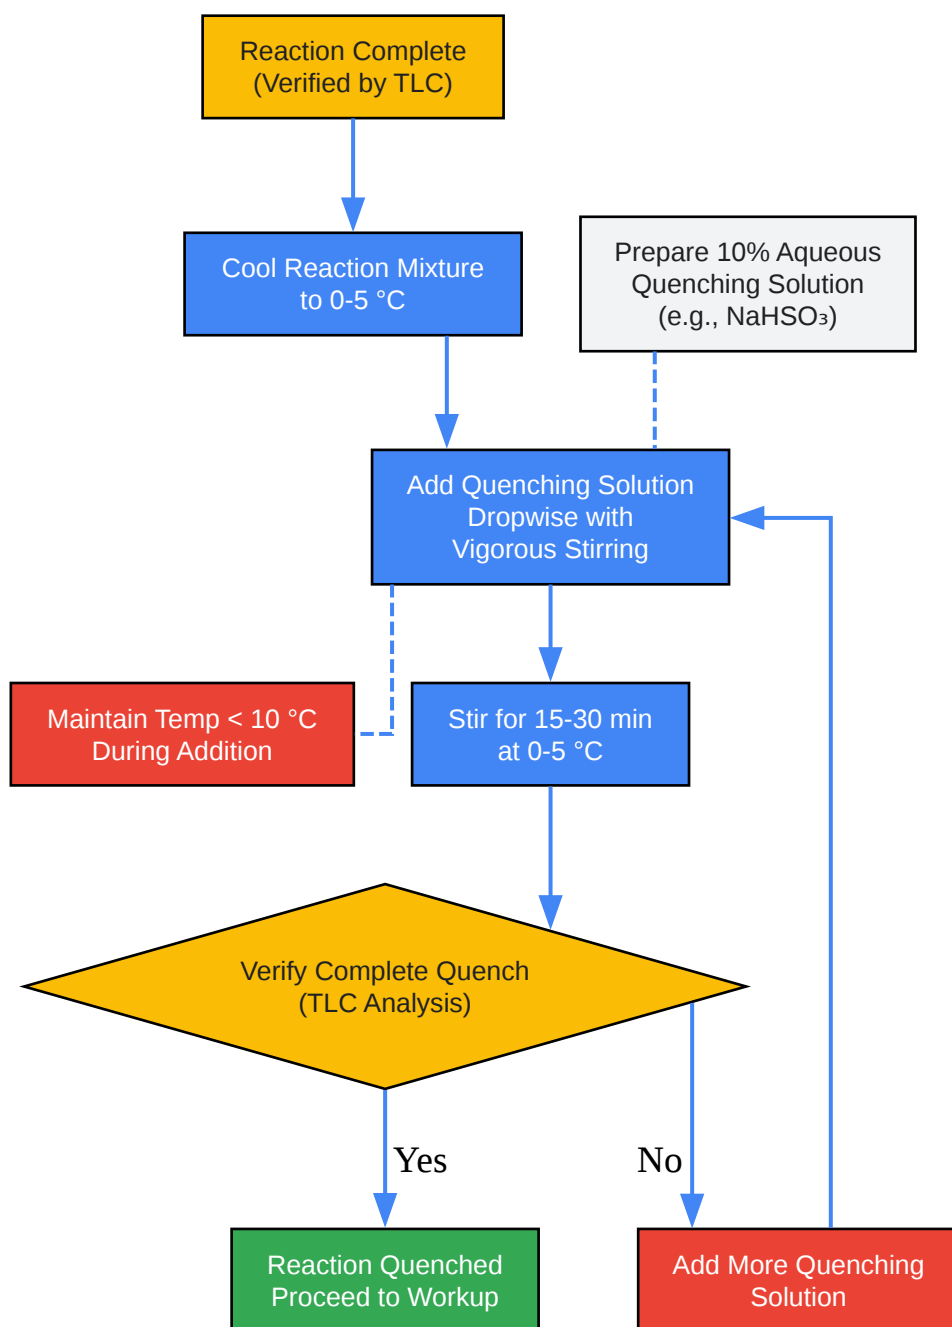 Reaction Complete
(Verified by TLC)
Cool Reaction Mixture
to 0-5 °C
Prepare 10% Aqueous
Quenching Solution
(e.g., NaHSO₃)
Add Quenching Solution
Dropwise with
Vigorous Stirring
Maintain Temp < 10 °C
During Addition
Stir for 15-30 min
at 0-5 °C
Verify Complete Quench
(TLC Analysis)
Yes
No
Reaction Quenched
Proceed to Workup
Add More Quenching
Solution